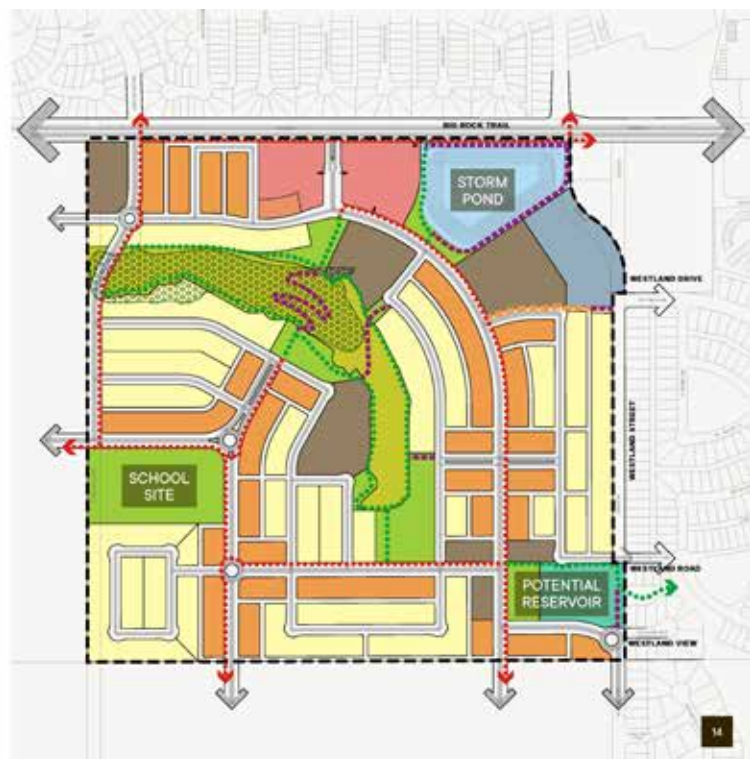 BIG ROCK TRAIL
STORM
POND
WESTLAND DRIVE
WESTLAND STREET
SCHOOL
SITE
WESTLAND ROAD
POTENTIAL
RESERVOIR
WESTLAND VIEW
14